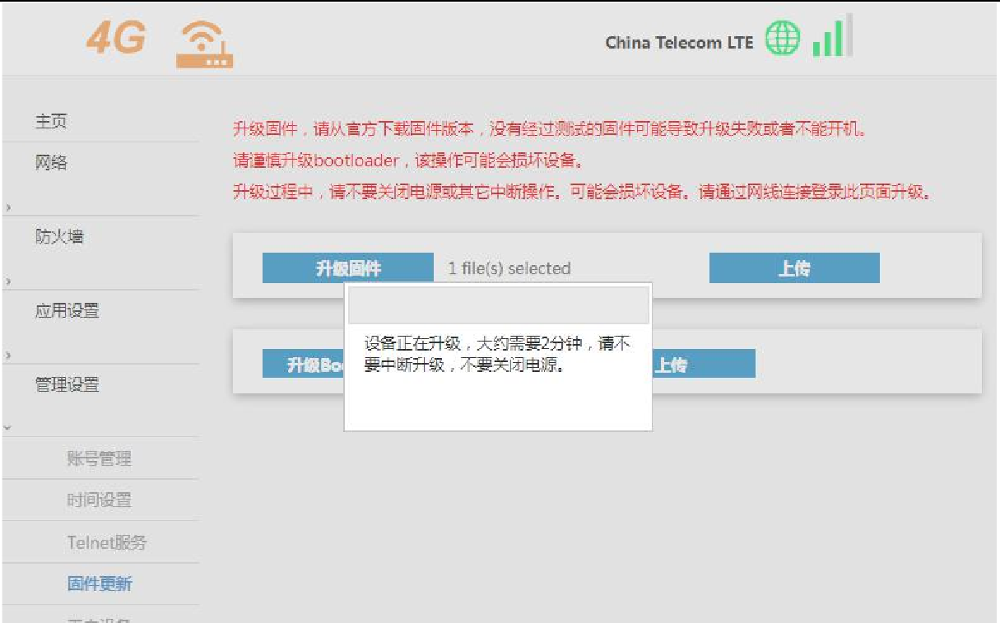 4G
China Telecom LTE
主页
网络
防火墙
应用设置
管理设置
账号管理
时间设置
Telnet服务
固件更新
升级固件，请从官方下载固件版本，没有经过测试的固件可能导致升级失败或者不能开机。
请谨慎升级bootloader，该操作可能会损坏设备。
升级过程中，请不要关闭电源或其它中断操作。可能会损坏设备。请通过网线连接登录此页面升级。
升级固件 1 file(s) selected 上传
设备正在升级，大约需要2分钟，请不
要中断升级，不要关闭电源。
升级Bo 上传